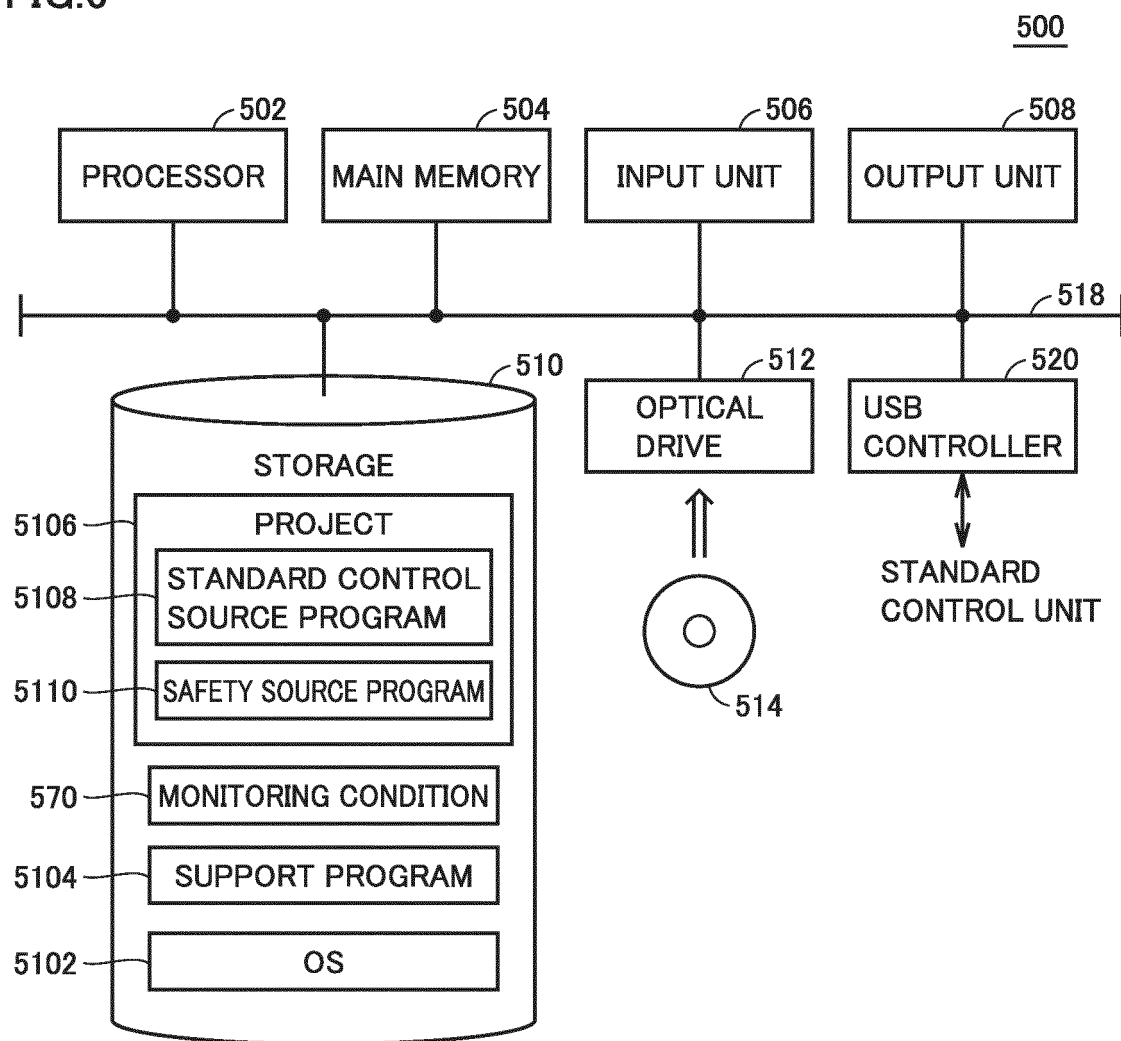 500
502
504
506
508
PROCESSOR
MAIN MEMORY
INPUT UNIT
OUTPUT UNIT
518
510
512
520
OPTICAL
DRIVE
USB
CONTROLLER
STORAGE
5106
PROJECT
5108
STANDARD CONTROL
SOURCE PROGRAM
5110
SAFETY SOURCE PROGRAM
514
STANDARD
CONTROL UNIT
570
MONITORING CONDITION
5104
SUPPORT PROGRAM
5102
OS